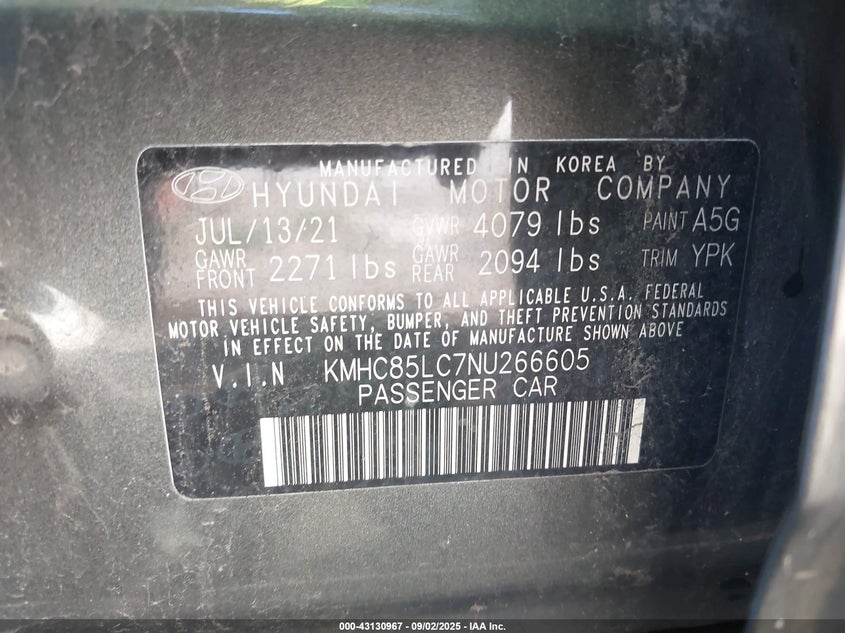 MANUFACTURED IN KOREA BY
HYUNDAI MOTOR COMPANY
JUL/13/21 GVWR 4079 lbs PAINT A5G
GAWR FRONT 2271 lbs GAWR REAR 2094 lbs TRIM YPK
THIS VEHICLE CONFORMS TO ALL APPLICABLE U.S.A. FEDERAL
MOTOR VEHICLE SAFETY, BUMPER, AND THEFT PREVENTION STANDARDS
IN EFFECT ON THE DATE OF MANUFACTURE SHOWN ABOVE
V.I.N KMHC85LC7NU266605
PASSENGER CAR
000-43130967 - 09/02/2025 - IAA Inc.